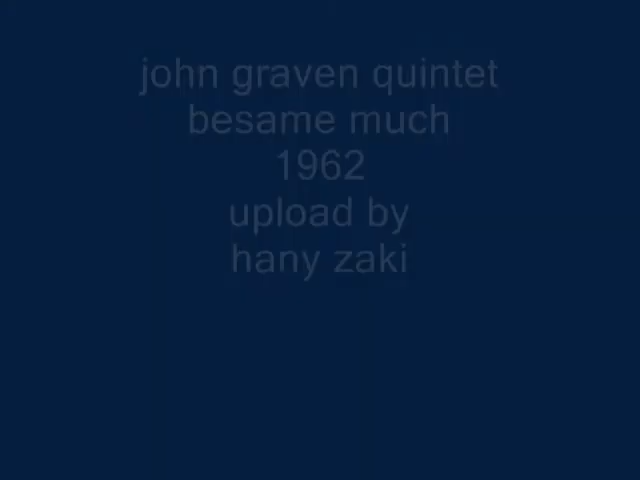 john graven quintet
besame much
1962
upload by
hany zaki